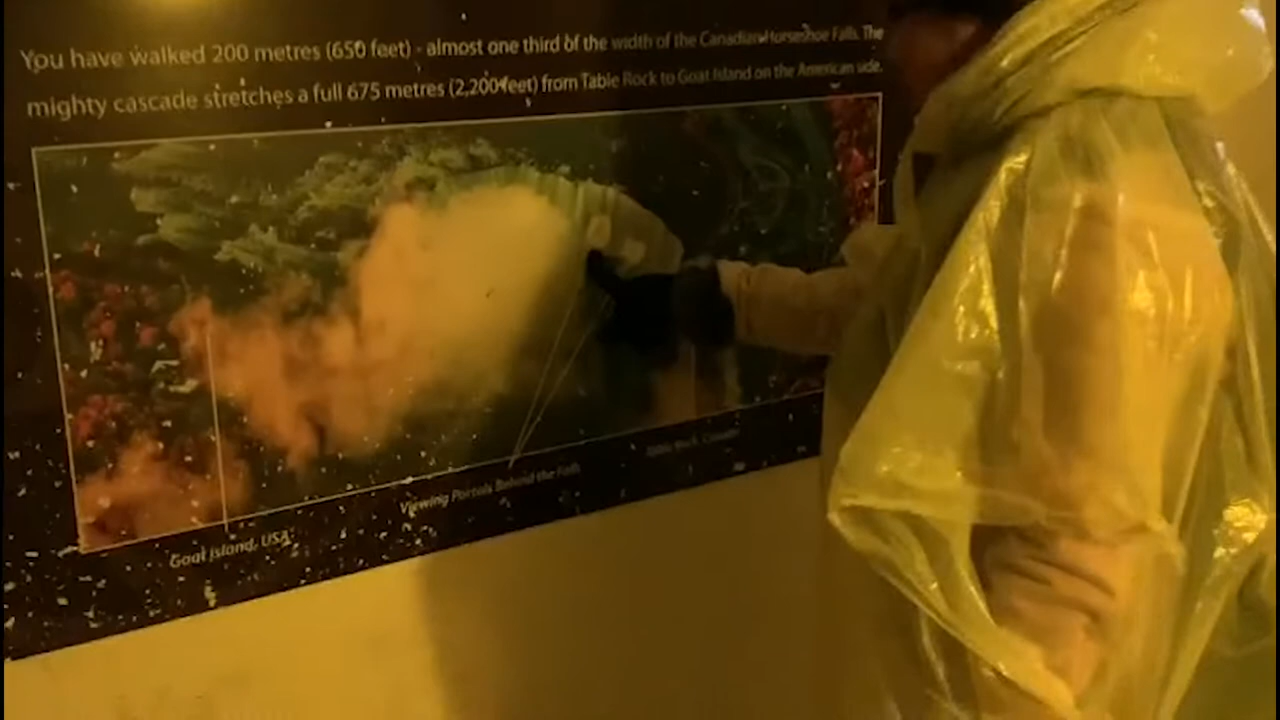 You have walked 200 metres (650 feet) - almost one third of the width of the Canadian Horseshoe Falls. The
mighty cascade stretches a full 675 metres (2,200 feet) from Table Rock to Goat Island on the American side.
Goat Island, USA
Viewing Portals Behind the Falls
Table Rock, Canada